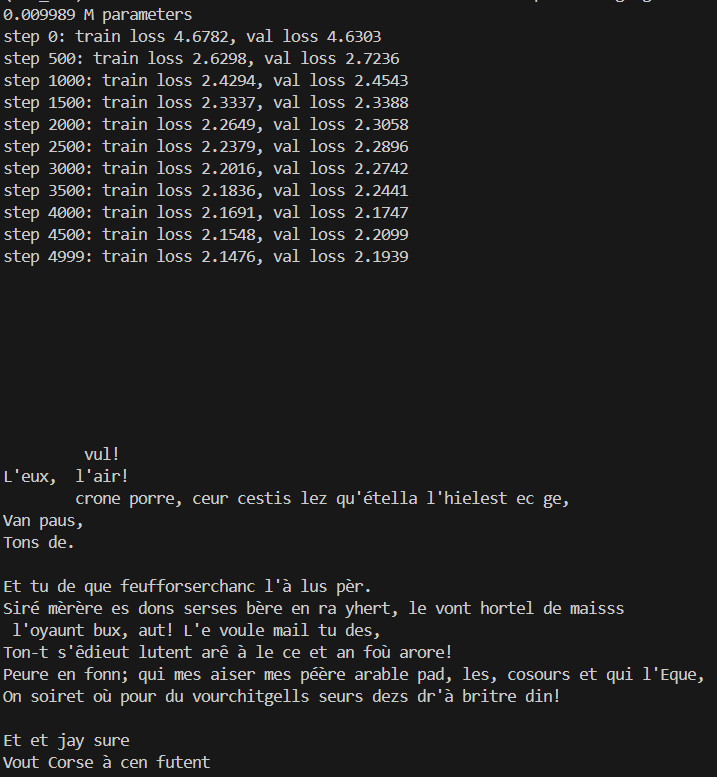 0.009989 M parameters
step 0: train loss 4.6782, val loss 4.6303
step 500: train loss 2.6298, val loss 2.7236
step 1000: train loss 2.4294, val loss 2.4543
step 1500: train loss 2.3337, val loss 2.3388
step 2000: train loss 2.2649, val loss 2.3058
step 2500: train loss 2.2379, val loss 2.2896
step 3000: train loss 2.2016, val loss 2.2742
step 3500: train loss 2.1836, val loss 2.2441
step 4000: train loss 2.1691, val loss 2.1747
step 4500: train loss 2.1548, val loss 2.2099
step 4999: train loss 2.1476, val loss 2.1939
vul!
L'eux,  l'air!
crone porre, ceur cestis lez qu'étella l'hielest ec ge,
Van paus,
Tons de.
Et tu de que feufforserchanc l'à lus pèr.
Siré mèrère es dons serses bère en ra yhert, le vont hortel de maisss
l'oyaunt bux, aut! L'e voule mail tu des,
Ton-t s'êdieut lutent arê à le ce et an foù arore!
Peure en fonn; qui mes aiser mes péère arable pad, les, cosours et qui l'Eque,
On soiret où pour du vourchitgells seurs dezs dr'à britre din!
Et et jay sure
Vout Corse à cen futent